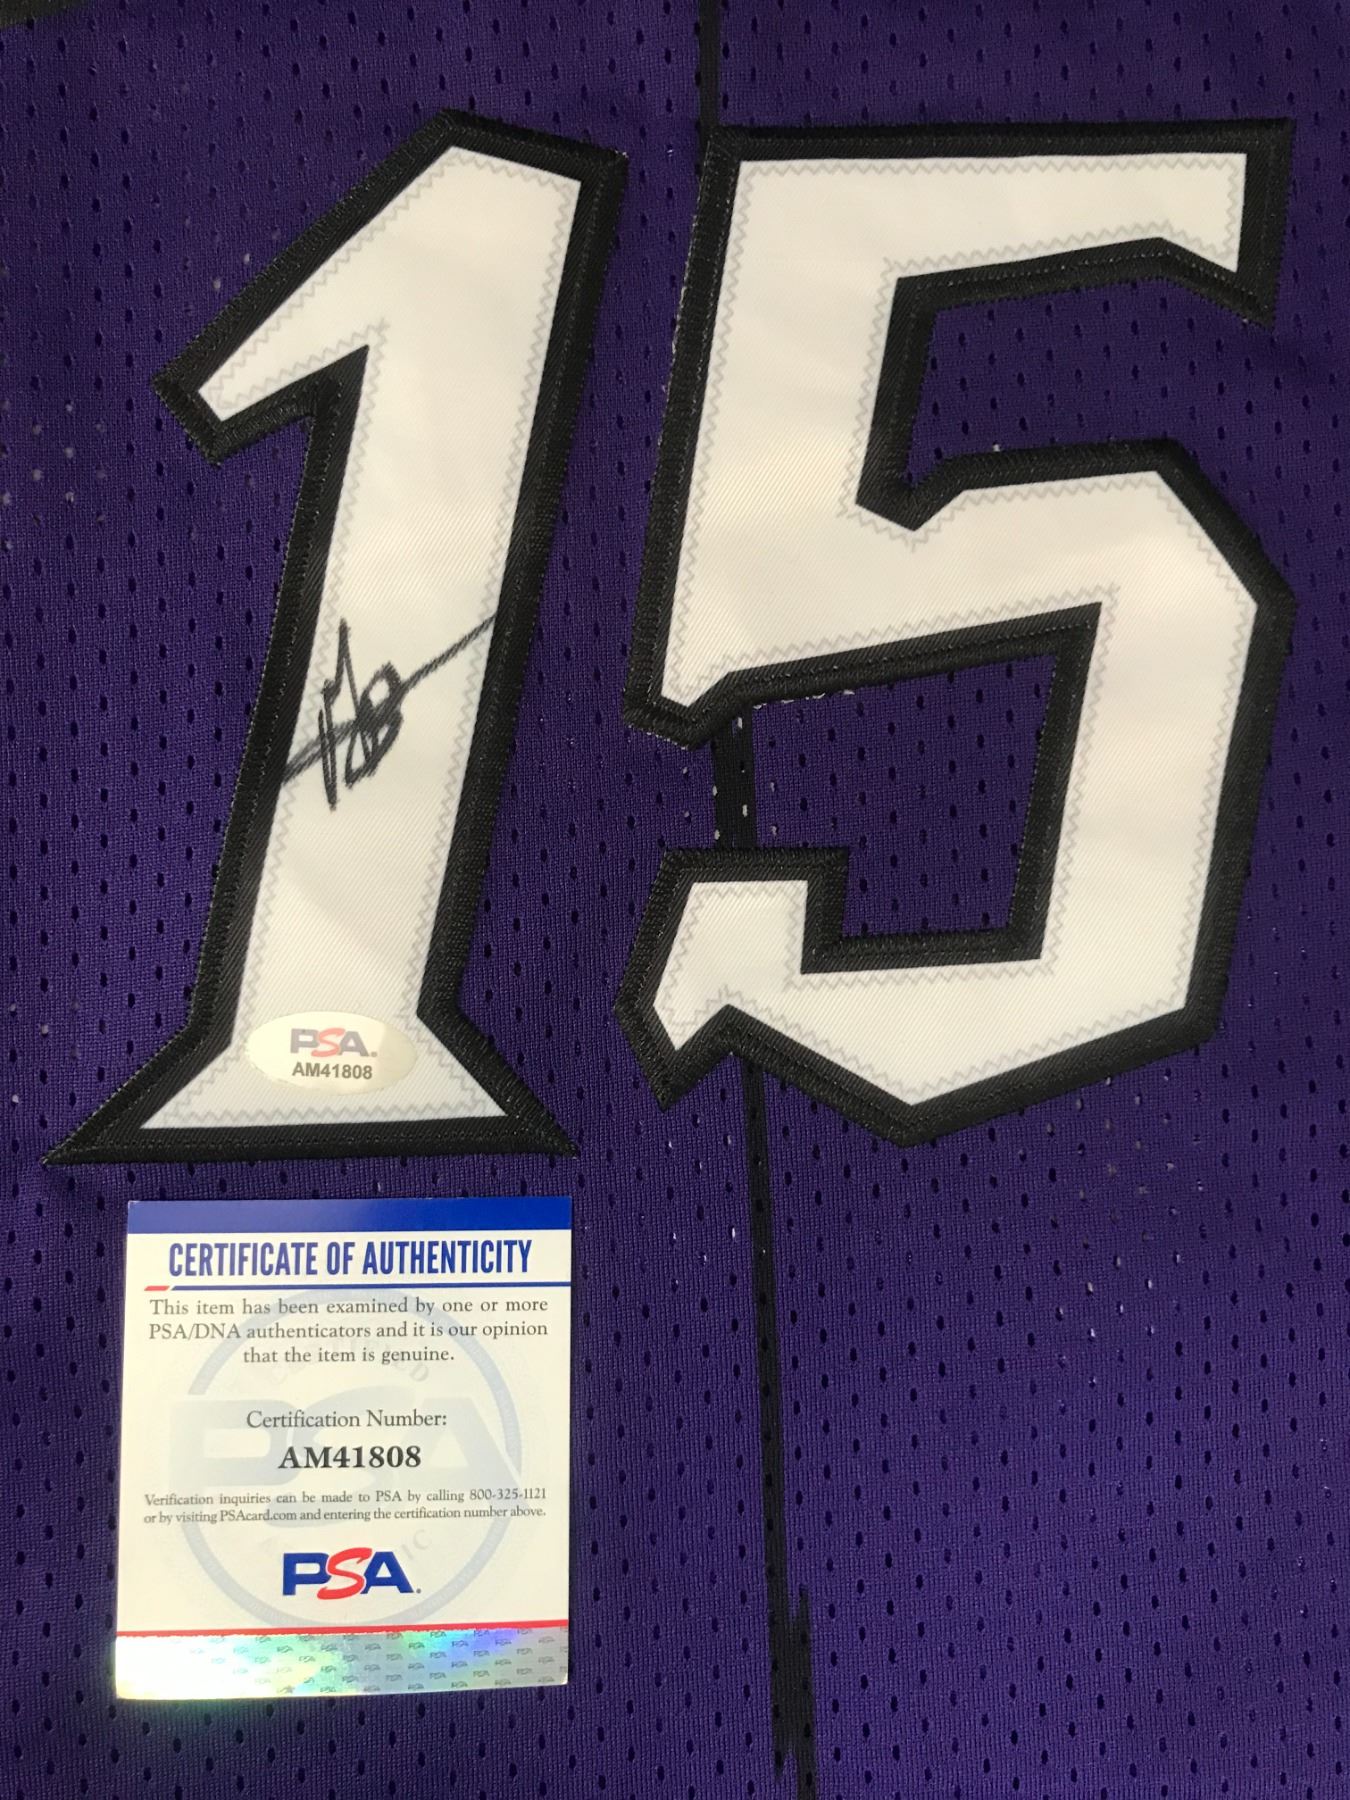 15
PSA.
AM41808
CERTIFICATE OF AUTHENTICITY
This item has been examined by one or more
PSA/DNA authenticators and it is our opinion
that the item is genuine.
Certification Number:
AM41808
Verification inquiries can be made to PSA by calling 800-325-1121
or by visiting PSAcard.com and entering the certification number above.
PSA.